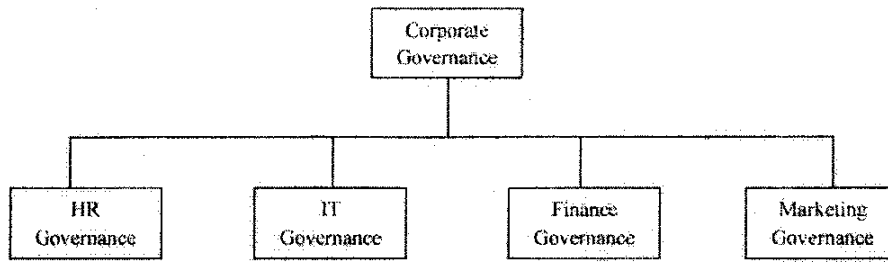 Corporate
Governance
HR
Governance
IT
Governance
Finance
Governance
Marketing
Governance